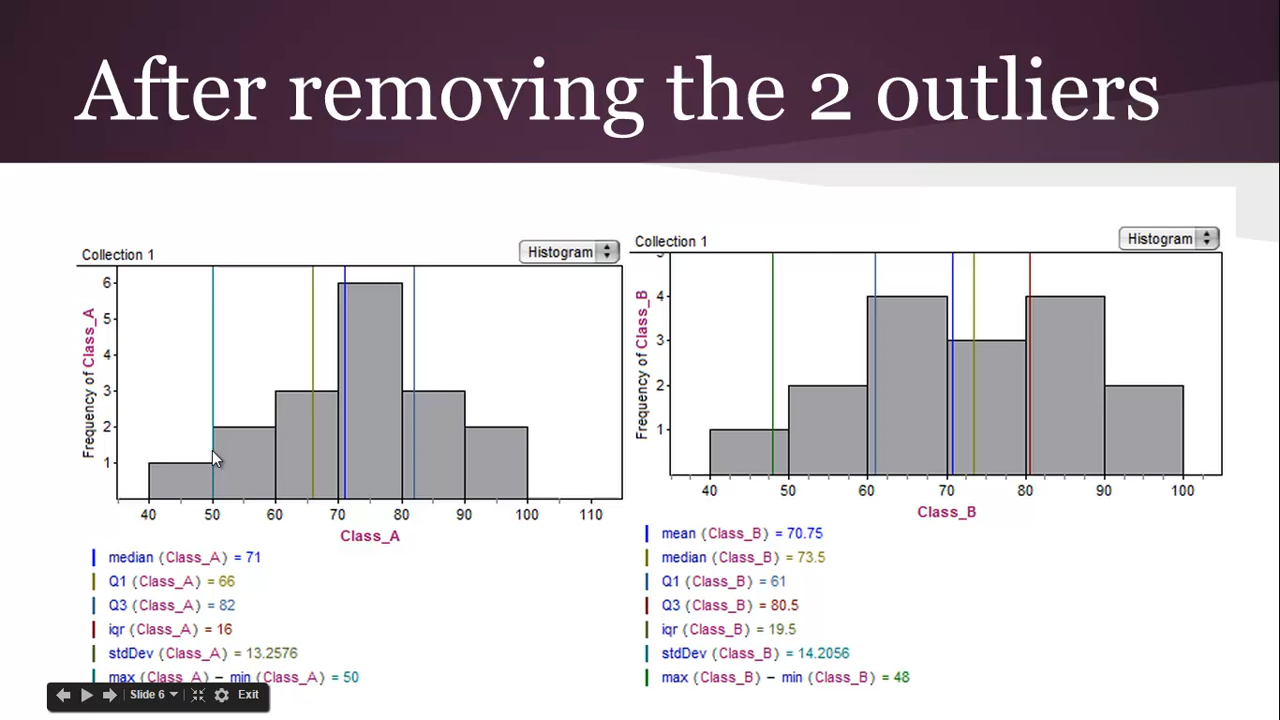 After removing the 2 outliers
Collection 1
Histogram
Frequency of Class_A
6
5
4
3
2
1
40 50 60 70 80 90 100 110
Class_A
median (Class_A) = 71
Q1 (Class_A) = 66
Q3 (Class_A) = 82
iqr (Class_A) = 16
stdDev (Class_A) = 13.2576
max (Class_A) − min (Class_A) = 50
Collection 1
Histogram
Frequency of Class_B
5
4
3
2
1
40 50 60 70 80 90 100
Class_B
mean (Class_B) = 70.75
median (Class_B) = 73.5
Q1 (Class_B) = 61
Q3 (Class_B) = 80.5
iqr (Class_B) = 19.5
stdDev (Class_B) = 14.2056
max (Class_B) − min (Class_B) = 48
Slide 6
Exit